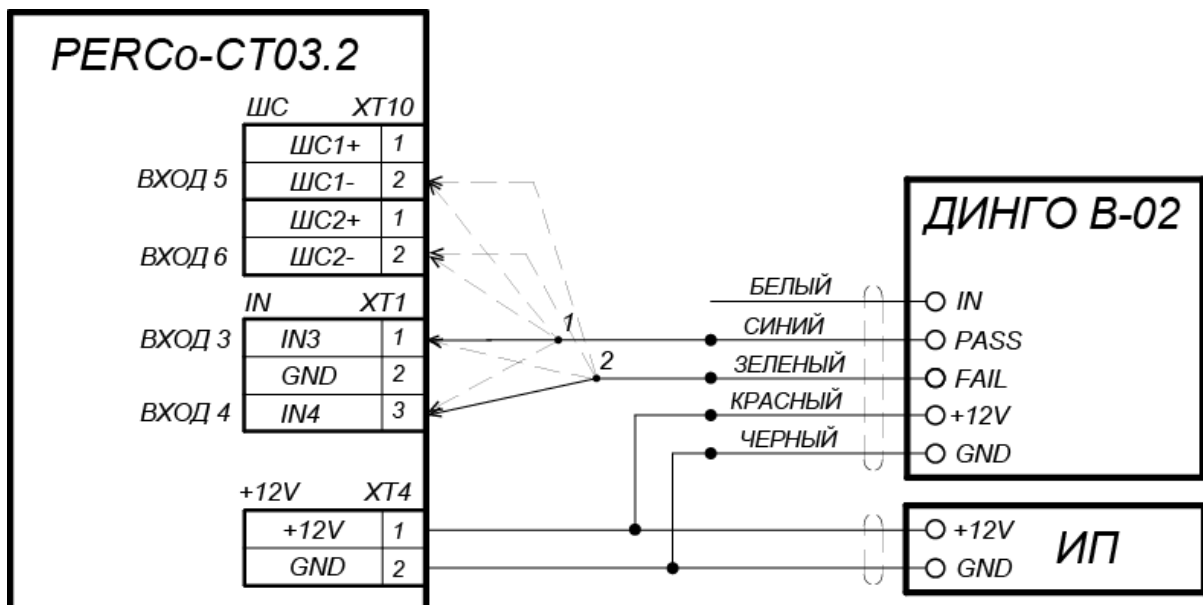 PERCo-CT03.2
ШС XT10
ШС1+ 1
ВХОД 5 ШС1- 2
ШС2+ 1
ВХОД 6 ШС2- 2
IN XT1
ВХОД 3 IN3 1
GND 2
ВХОД 4 IN4 3
+12V XT4
+12V 1
GND 2
1
2
ДИНГО В-02
БЕЛЫЙ IN
СИНИЙ PASS
ЗЕЛЕНЫЙ FAIL
КРАСНЫЙ +12V
ЧЕРНЫЙ GND
+12V
GND
ИП